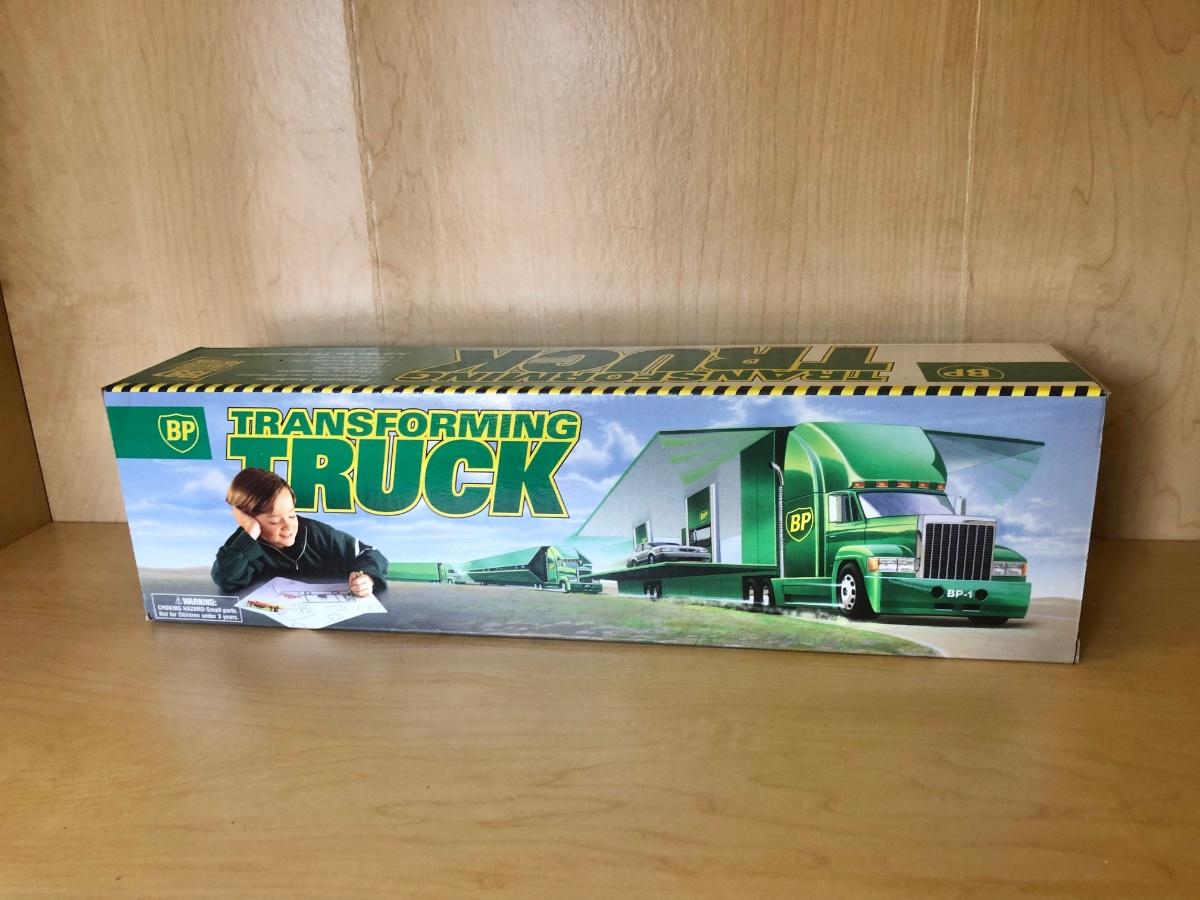 TRANSFORMING
TRUCK
BP
BP
TRANSFORMING
TRUCK
BP
BP
BP-1
WARNING:
CHOKING HAZARD-Small parts.
Not for Children under 3 years.